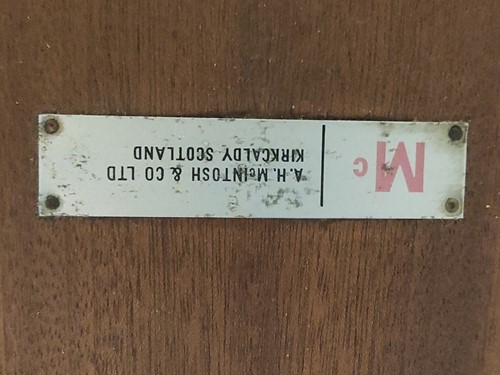 Mc
A.H. McINTOSH & CO LTD
KIRKCALDY SCOTLAND